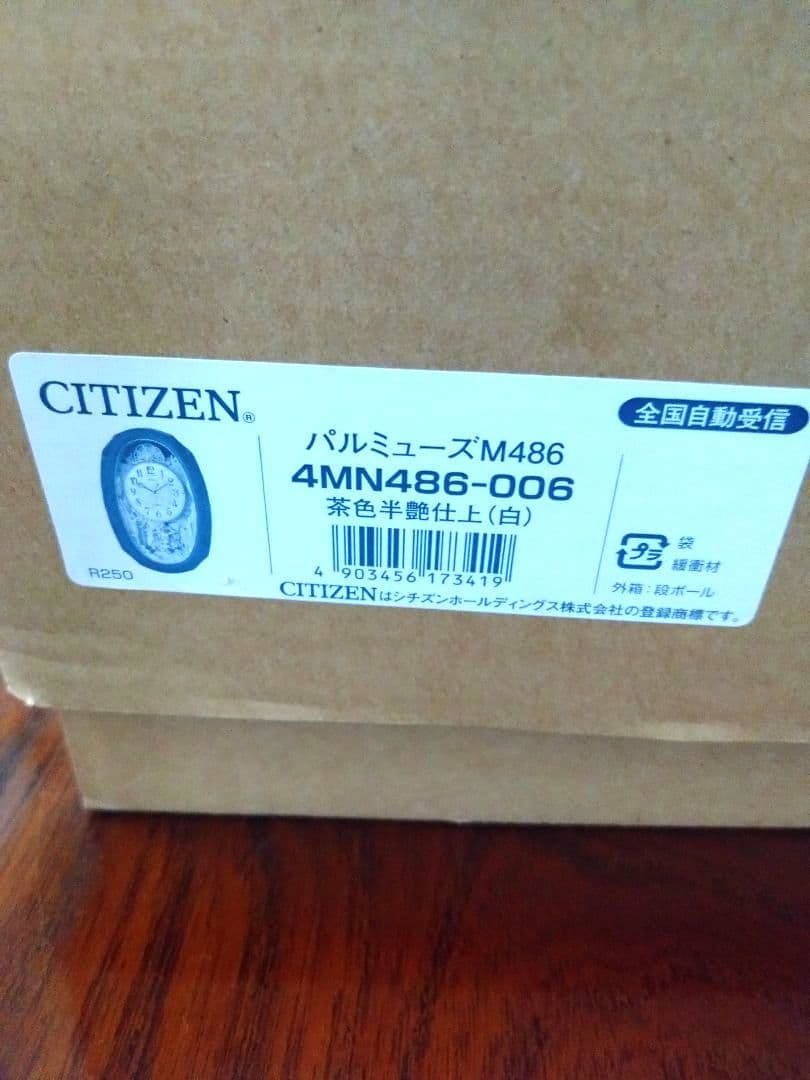 CITIZEN®
R250
パルミューズM486
4MN486-006
茶色半艶仕上(白)
4 903456 173419
CITIZENはシチズンホールディングス株式会社の登録商標です。
全国自動受信
プラ
袋
緩衝材
外箱:段ボール